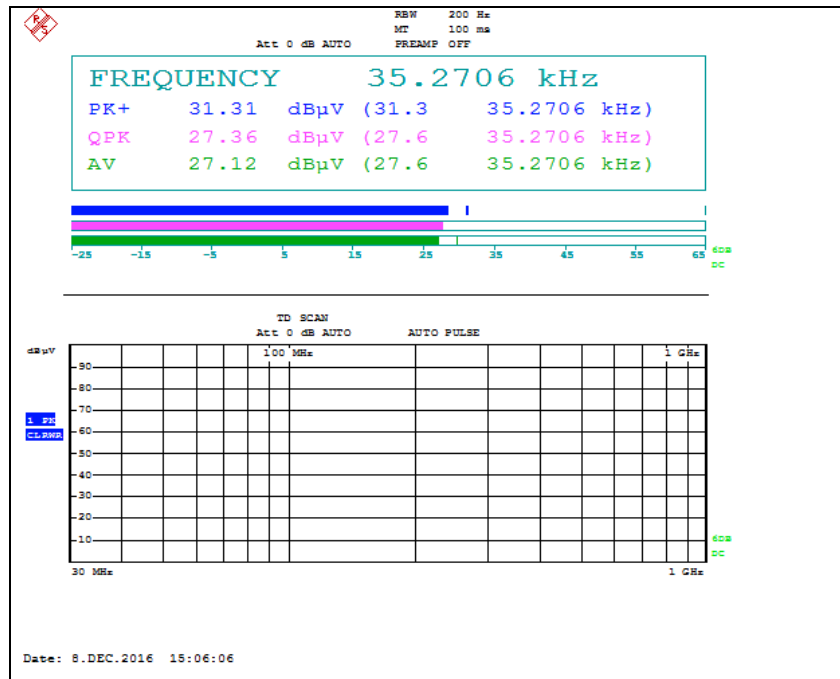 RBW 200 Hz
MT 100 ms
Att 0 dB AUTO PREAMP OFF
FREQUENCY 35.2706 kHz
PK+ 31.31 dBµV (31.3 35.2706 kHz)
QPK 27.36 dBµV (27.6 35.2706 kHz)
AV 27.12 dBµV (27.6 35.2706 kHz)
-25 -15 -5 5 15 25 35 45 55 65
6DB
DC
TD SCAN
Att 0 dB AUTO AUTO PULSE
dBµV
100 MHz 1 GHz
90
80
70
1 PK
CLRWR
60
50
40
30
20
10
6DB
DC
30 MHz 1 GHz
Date: 8.DEC.2016 15:06:06